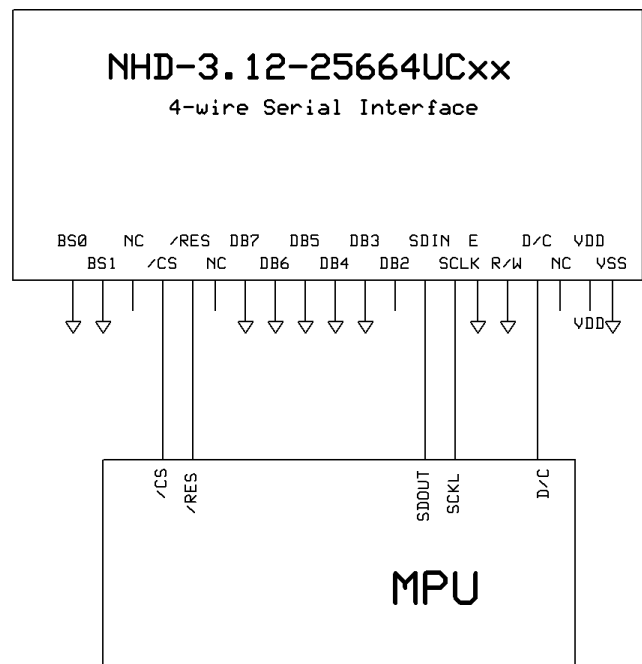 NHD-3.12-25664UCxx
4-wire Serial Interface
BS0 NC /RES DB7 DB5 DB3 SDIN E D/C VDD
BS1 /CS NC DB6 DB4 DB2 SCLK R/W NC VSS
VDD
/CS /RES SDOUT SCKL D/C
MPU